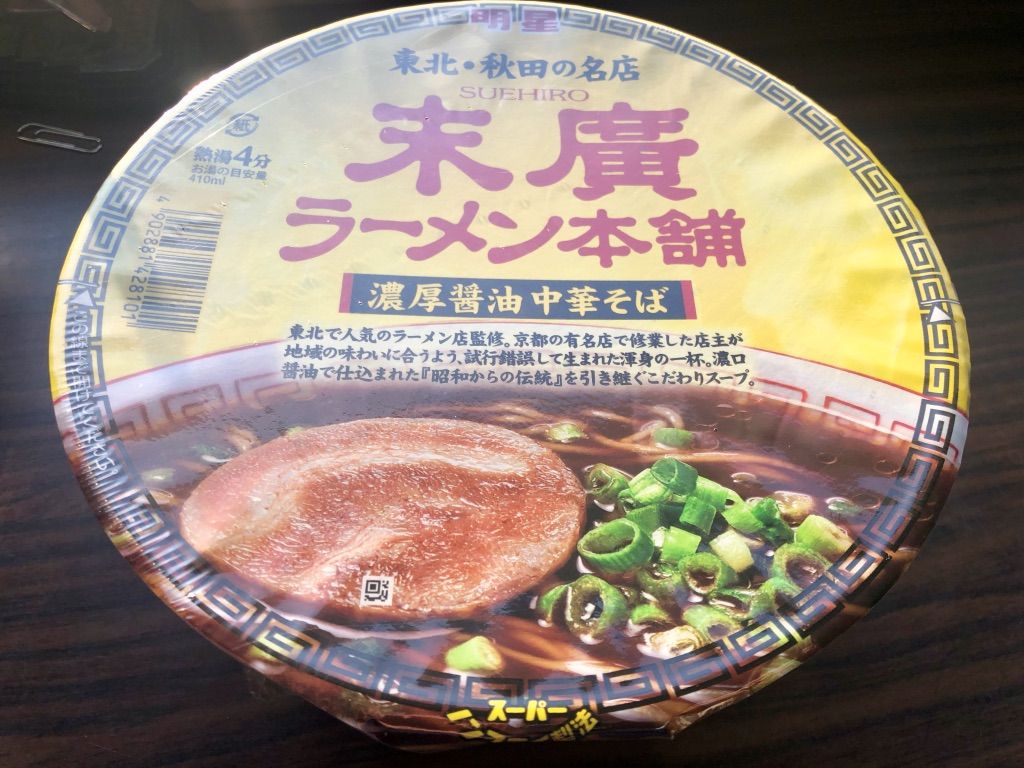 明星
東北・秋田の名店
SUEHIRO
末廣
ラーメン本舗
紙
熱湯4分
お湯の目安量
410ml
4 902881 428101
濃厚醤油中華そば
東北で人気のラーメン店監修。京都の有名店で修業した店主が
地域の味わいに合うよう、試行錯誤して生まれた渾身の一杯。濃口
醤油で仕込まれた『昭和からの伝統』を引き継ぐこだわりスープ。
スーパー